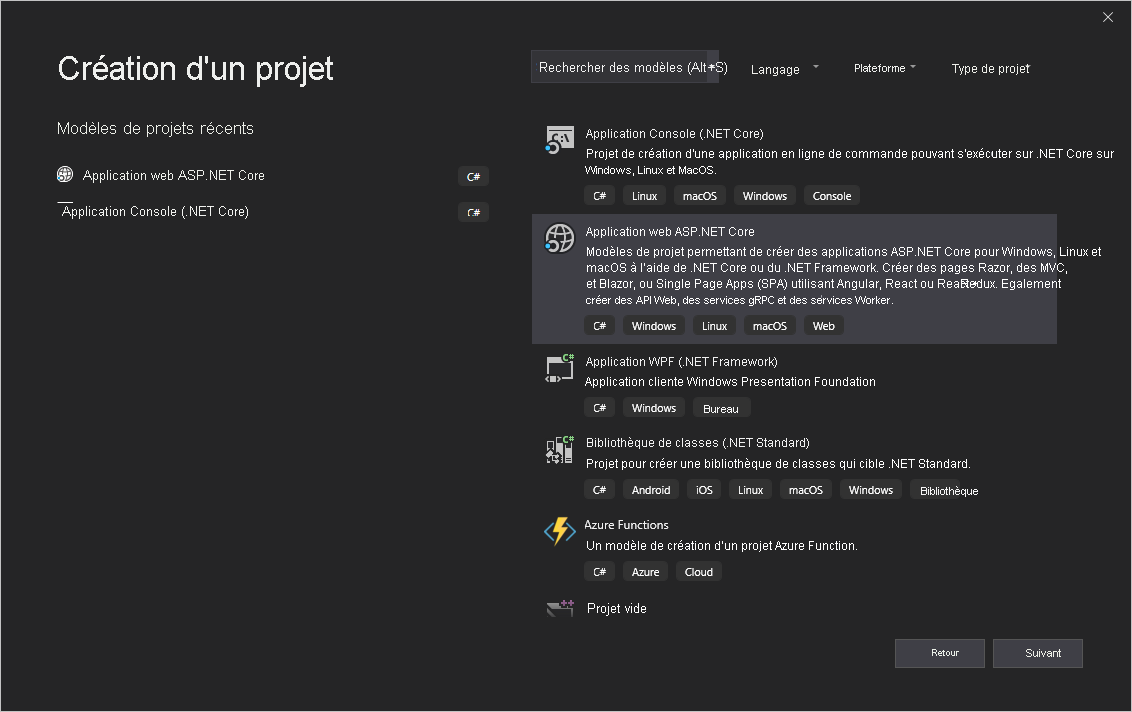 Création d'un projet
Modèles de projets récents
Application web ASP.NET Core C#
Application Console (.NET Core) C#
Rechercher des modèles (Alt+S) Langage Plateforme Type de projet
Application Console (.NET Core)
Projet de création d'une application en ligne de commande pouvant s'exécuter sur .NET Core sur
Windows, Linux et MacOS.
C# Linux macOS Windows Console
Application web ASP.NET Core
Modèles de projet permettant de créer des applications ASP.NET Core pour Windows, Linux et
macOS à l'aide de .NET Core ou du .NET Framework. Créer des pages Razor, des MVC,
et Blazor, ou Single Page Apps (SPA) utilisant Angular, React ou Redux. Egalement
créer des API Web, des services gRPC et des services Worker.
C# Windows Linux macOS Web
Application WPF (.NET Framework)
Application cliente Windows Presentation Foundation
C# Windows Bureau
Bibliothèque de classes (.NET Standard)
Projet pour créer une bibliothèque de classes qui cible .NET Standard.
C# Android iOS Linux macOS Windows Bibliothèque
Azure Functions
Un modèle de création d'un projet Azure Function.
C# Azure Cloud
Projet vide
Retour Suivant